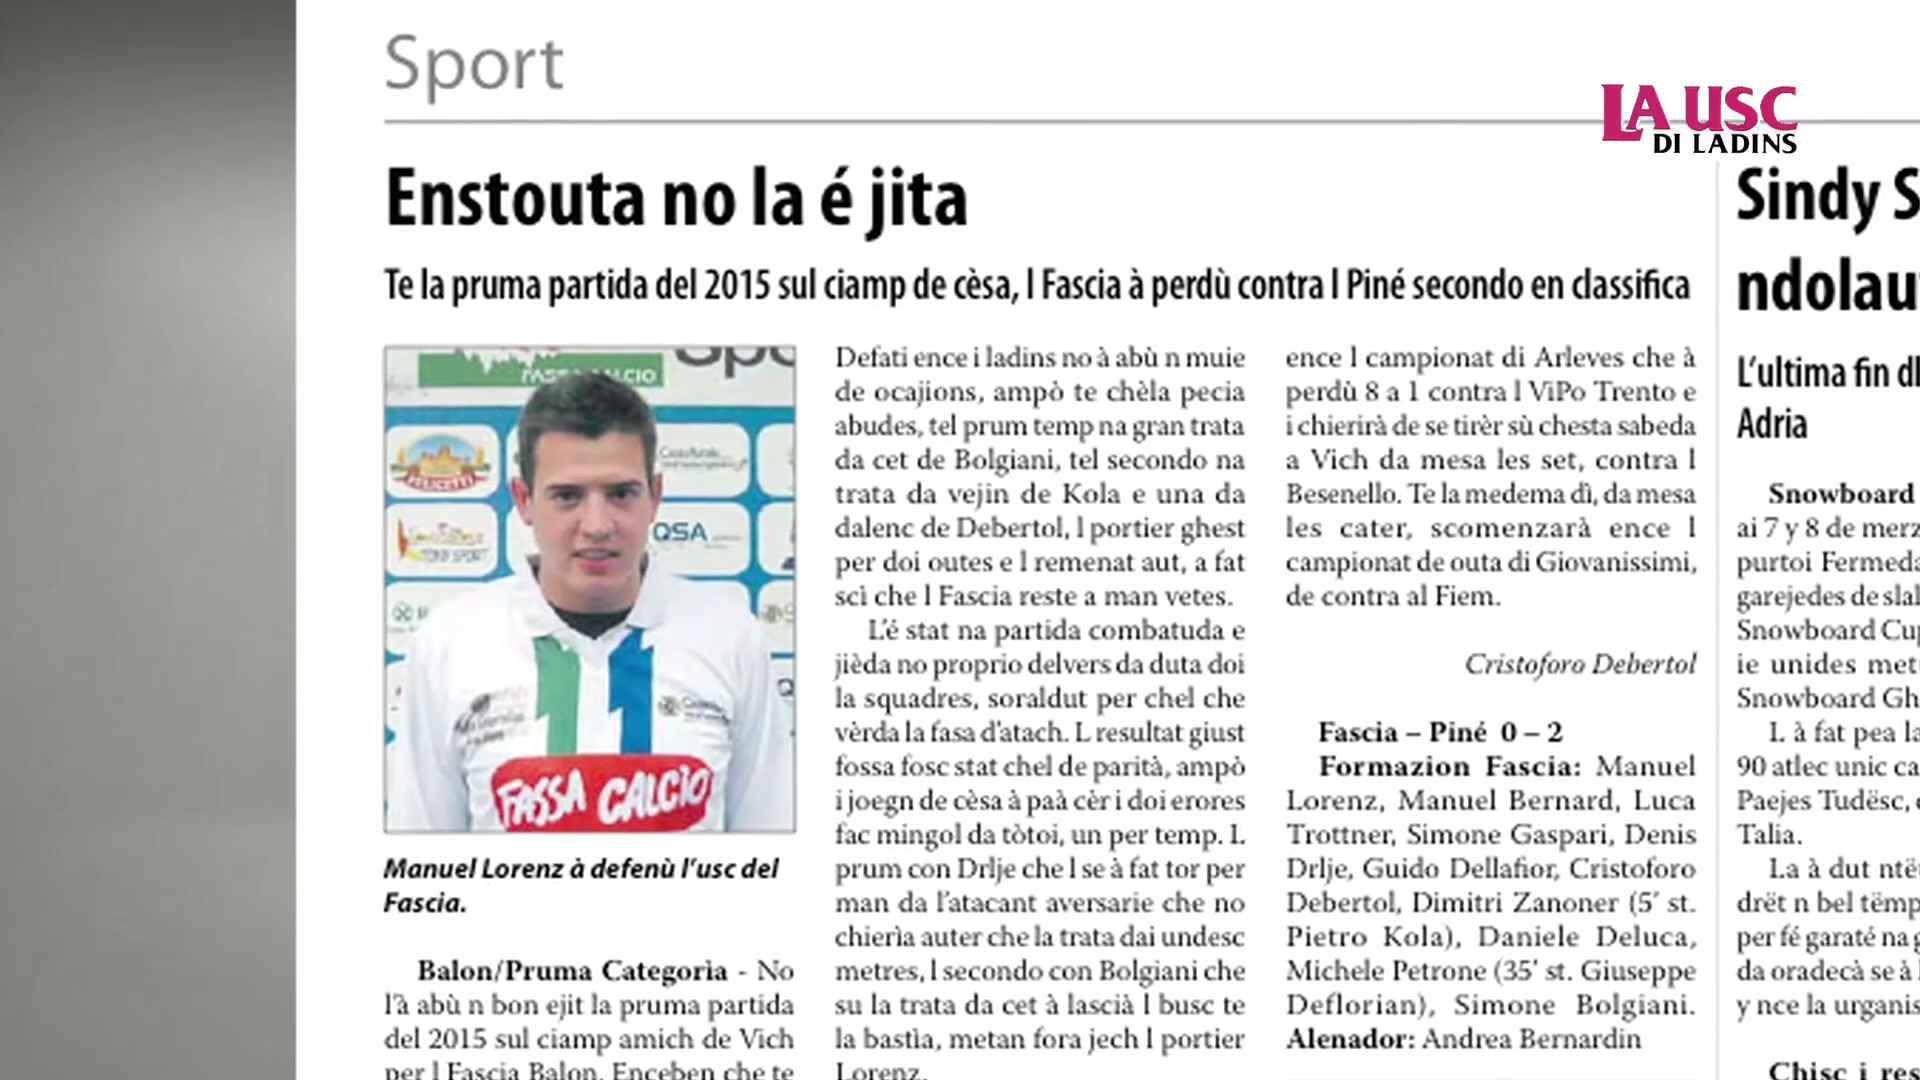 Sport
LA USC
DI LADINS
Enstouta no la é jita
Te la pruma partida del 2015 sul ciamp de cèsa, l Fascia à perdù contra l Piné secondo en classifica
FASSA CALCIO
FELICETTI
QSA
FASSA CALCIO
Manuel Lorenz à defenù l'usc del
Fascia.
Balon/Pruma Categorìa - No
l'à abù n bon ejit la pruma partida
del 2015 sul ciamp amich de Vich
per l Fascia Balon. Enceben che te
Defati ence i ladins no à abù n muie
de ocajions, ampò te chèla pecia
abudes, tel prum temp na gran trata
da cet de Bolgiani, tel secondo na
trata da vejin de Kola e una da
dalenc de Debertol, l portier ghest
per doi outes e l remenat aut, a fat
scì che l Fascia reste a man vetes.
L'é stat na partida combatuda e
jièda no proprio delvers da duta doi
la squadres, soraldut per chel che
vèrda la fasa d'atach. L resultat giust
fossa fosc stat chel de parità, ampò
i joegn de cèsa à paà cèr i doi erores
fac mingol da tòtoi, un per temp. L
prum con Drlje che l se à fat tor per
man da l'atacant aversarie che no
chierìa auter che la trata dai undesc
metres, l secondo con Bolgiani che
su la trata da cet à lascià l busc te
la bastìa, metan fora jech l portier
Lorenz.
ence l campionat di Arleves che à
perdù 8 a 1 contra l ViPo Trento e
i chierirà de se tirèr sù chesta sabeda
a Vich da mesa les set, contra l
Besenello. Te la medema dì, da mesa
les cater, scomenzarà ence l
campionat de outa di Giovanissimi,
de contra al Fiem.
Cristoforo Debertol
Fascia – Piné 0 – 2
Formazion Fascia: Manuel
Lorenz, Manuel Bernard, Luca
Trottner, Simone Gaspari, Denis
Drlje, Guido Dellafior, Cristoforo
Debertol, Dimitri Zanoner (5' st.
Pietro Kola), Daniele Deluca,
Michele Petrone (35' st. Giuseppe
Deflorian), Simone Bolgiani.
Alenador: Andrea Bernardin
Sindy S
ndolau
L'ultima fin dl
Adria
Snowboard
ai 7 y 8 de merz
purtoi Fermeda
garejedes de slal
Snowboard Cup
ie unides met
Snowboard Gh
L à fat pea la
90 atlec unic ca
Paejes Tudësc,
Talia.
La à dut ntë
drët n bel tëmp
per fé garaté na g
da oradecà se à l
y nce la urganis
Chisc i res